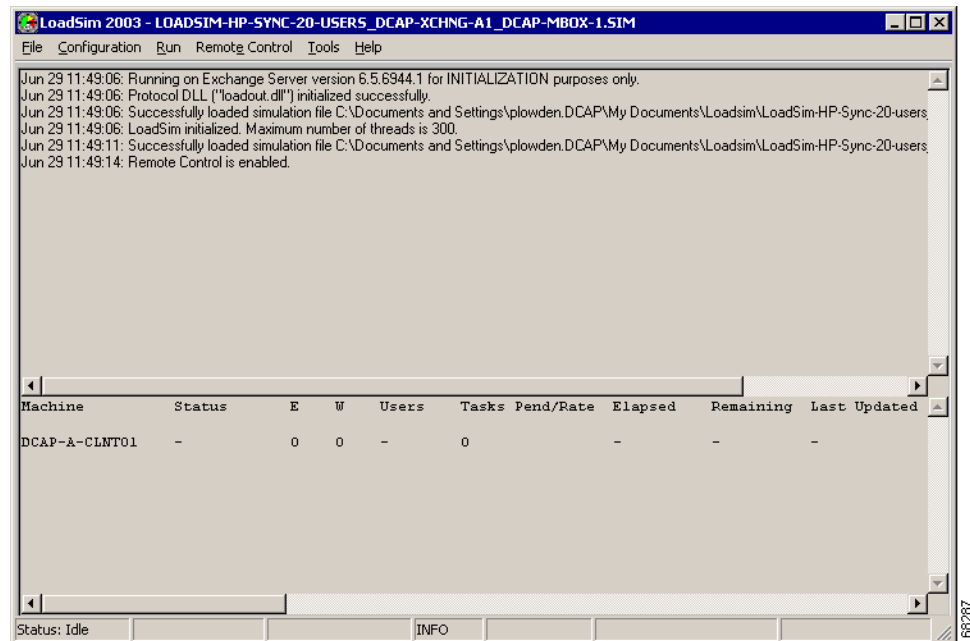 LoadSim 2003 - LOADSIM-HP-SYNC-20-USERS_DCAP-XCHNG-A1_DCAP-MBOX-1.SIM
File Configuration Run Remote Control Tools Help
Jun 29 11:49:06: Running on Exchange Server version 6.5.6944.1 for INITIALIZATION purposes only.
Jun 29 11:49:06: Protocol DLL ("loadout.dll") initialized successfully.
Jun 29 11:49:06: Successfully loaded simulation file C:\Documents and Settings\plowden.DCAP\My Documents\Loadsim\LoadSim-HP-Sync-20-users_
Jun 29 11:49:06: LoadSim initialized. Maximum number of threads is 300.
Jun 29 11:49:11: Successfully loaded simulation file C:\Documents and Settings\plowden.DCAP\My Documents\Loadsim\LoadSim-HP-Sync-20-users_
Jun 29 11:49:14: Remote Control is enabled.
Machine Status E W Users Tasks Pend/Rate Elapsed Remaining Last Updated
DCAP-A-CLNT01 - 0 0 - 0 - - -
Status: Idle INFO
68287